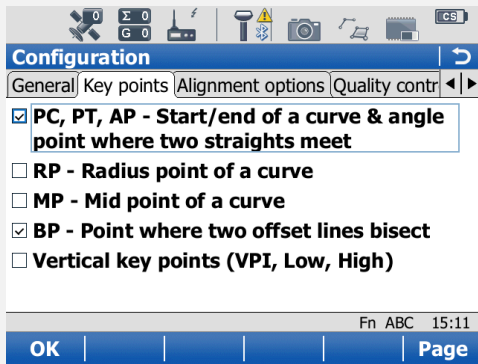 0 Σ 0 CS
0 G 0
Configuration
General Key points Alignment options Quality contr
PC, PT, AP - Start/end of a curve & angle
point where two straights meet
RP - Radius point of a curve
MP - Mid point of a curve
BP - Point where two offset lines bisect
Vertical key points (VPI, Low, High)
Fn ABC 15:11
OK Page